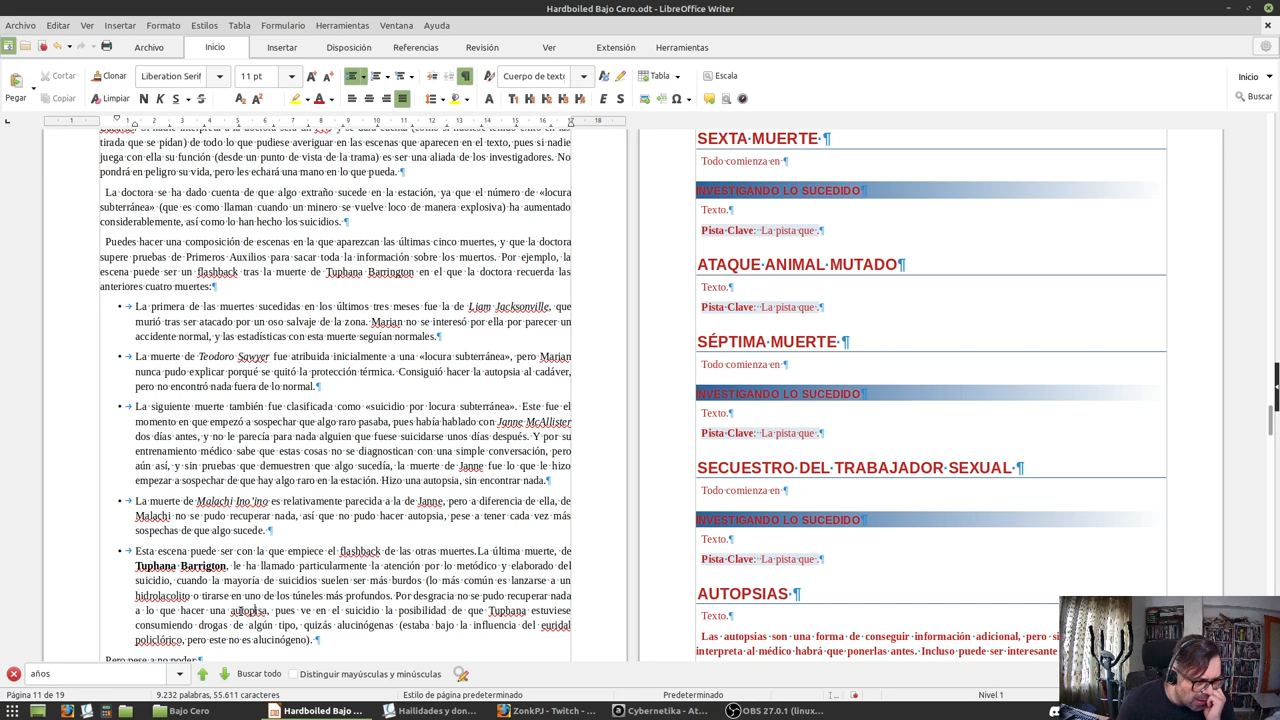 Hardboiled Bajo Cero.odt - LibreOffice Writer
Archivo Editar Ver Insertar Formato Estilos Tabla Formulario Herramientas Ventana Ayuda
Archivo Inicio Insertar Disposición Referencias Revisión Ver Extensión Herramientas
Cortar Clonar Liberation Serif 11 pt Cuerpo de texto Tabla Escala Inicio
Pegar Copiar Limpiar Buscar
tirada que se pidan) de todo lo que pudiese averiguar en las escenas que aparecen en el texto, pues si nadie
juega con ella su función (desde un punto de vista de la trama) es ser una aliada de los investigadores. No
pondrá en peligro su vida, pero les echará una mano en lo que pueda. ¶
La doctora se ha dado cuenta de que algo extraño sucede en la estación, ya que el número de «locura
subterránea» (que es como llaman cuando un minero se vuelve loco de manera explosiva) ha aumentado
considerablemente, así como lo han hecho los suicidios. ¶
Puedes hacer una composición de escenas en la que aparezcan las últimas cinco muertes, y que la doctora
supere pruebas de Primeros Auxilios para sacar toda la información sobre los muertos. Por ejemplo, la
escena puede ser un flashback tras la muerte de Tuphana Barrington en el que la doctora recuerda las
anteriores cuatro muertes:¶
• La primera de las muertes sucedidas en los últimos tres meses fue la de Liam Jacksonville, que
murió tras ser atacado por un oso salvaje de la zona. Marian no se interesó por ella por parecer un
accidente normal, y las estadísticas con esta muerte seguían normales.¶
• La muerte de Teodoro Sawyer fue atribuida inicialmente a una «locura subterránea», pero Marian
nunca pudo explicar porqué se quitó la protección térmica. Consiguió hacer la autopsia al cadáver,
pero no encontró nada fuera de lo normal.¶
• La siguiente muerte también fue clasificada como «suicidio por locura subterránea». Este fue el
momento en que empezó a sospechar que algo raro pasaba, pues había hablado con Janne McAllister
dos días antes, y no le parecía para nada alguien que fuese suicidarse unos días después. Y por su
entrenamiento médico sabe que estas cosas no se diagnostican con una simple conversación, pero
aún así, y sin pruebas que demuestren que algo sucedía, la muerte de Janne fue lo que le hizo
empezar a sospechar de que hay algo raro en la estación. Hizo una autopsia, sin encontrar nada.¶
• La muerte de Malachi Ino'ino es relativamente parecida a la de Janne, pero a diferencia de ella, de
Malachi no se pudo recuperar nada, así que no pudo hacer autopsia, pese a tener cada vez más
sospechas de que algo sucede. ¶
• Esta escena puede ser con la que empiece el flashback de las otras muertes.La última muerte, de
Tuphana Barrigton, le ha llamado particularmente la atención por lo metódico y elaborado del
suicidio, cuando la mayoría de suicidios suelen ser más burdos (lo más común es lanzarse a un
hidrolacolito o tirarse en uno de los túneles más profundos. Por desgracia no se pudo recuperar nada
a lo que hacer una autopisa, pues ve en el suicidio la posibilidad de que Tuphana estuviese
consumiendo drogas de algún tipo, quizás alucinógenas (estaba bajo la influencia del euridal
policlórico, pero este no es alucinógeno). ¶
Pero pese a no poder¶
SEXTA MUERTE ¶
Todo comienza en ¶
INVESTIGANDO LO SUCEDIDO¶
Texto.¶
Pista Clave: La pista que .¶
ATAQUE ANIMAL MUTADO¶
Texto.¶
Pista Clave: La pista que .¶
SÉPTIMA MUERTE ¶
Todo comienza en ¶
INVESTIGANDO LO SUCEDIDO¶
Texto.¶
Pista Clave: La pista que .¶
SECUESTRO DEL TRABAJADOR SEXUAL ¶
Todo comienza en ¶
INVESTIGANDO LO SUCEDIDO¶
Texto.¶
Pista Clave: La pista que .¶
AUTOPSIAS ¶
Texto.¶
Las autopsias son una forma de conseguir información adicional, pero si
interpreta al médico habrá que ponerlas antes. Incluso puede ser interesante
años Buscar todo Distinguir mayúsculas y minúsculas
Página 11 de 19 9.232 palabras, 55.611 caracteres Estilo de página predeterminado Predeterminado Nivel 1
Bajo Cero Hardboiled Bajo ... Hailidades y don... ZonkPJ - Twitch - ... Cybernetika - At... OBS 27.0.1 (linux...